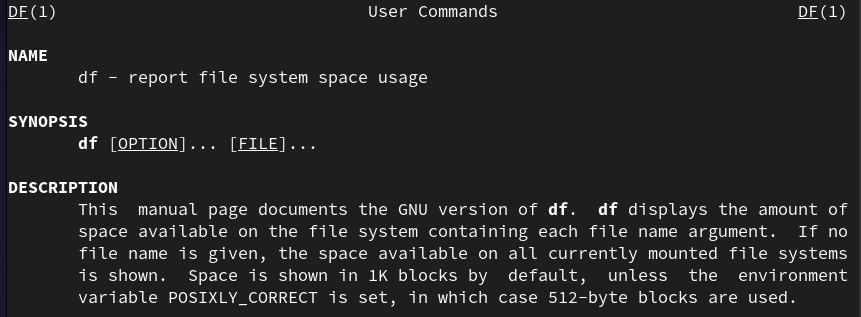 DF(1) User Commands DF(1)
NAME
df - report file system space usage
SYNOPSIS
df [OPTION]... [FILE]...
DESCRIPTION
This manual page documents the GNU version of df. df displays the amount of
space available on the file system containing each file name argument. If no
file name is given, the space available on all currently mounted file systems
is shown. Space is shown in 1K blocks by default, unless the environment
variable POSIXLY_CORRECT is set, in which case 512-byte blocks are used.